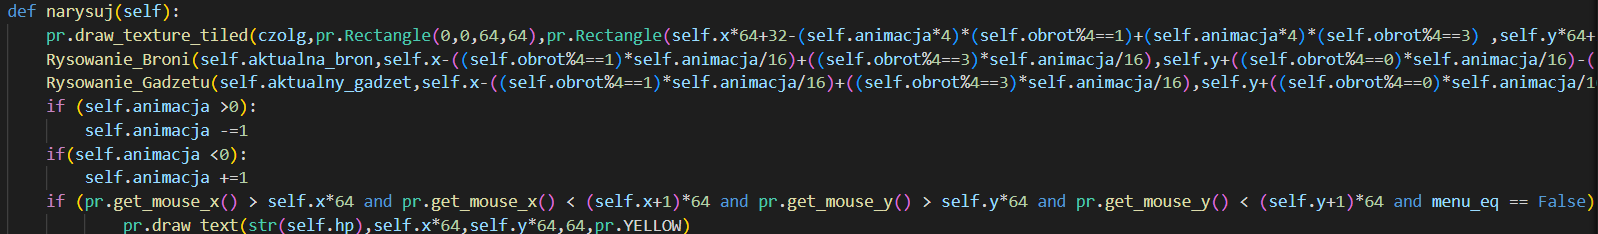 def narysuj(self):
    pr.draw_texture_tiled(czolg,pr.Rectangle(0,0,64,64),pr.Rectangle(self.x*64+32-(self.animacja*4)*(self.obrot%4==1)+(self.animacja*4)*(self.obrot%4==3) ,self.y*64+
    Rysowanie_Broni(self.aktualna_bron,self.x-((self.obrot%4==1)*self.animacja/16)+((self.obrot%4==3)*self.animacja/16),self.y+((self.obrot%4==0)*self.animacja/16)-(
    Rysowanie_Gadzetu(self.aktualny_gadzet,self.x-((self.obrot%4==1)*self.animacja/16)+((self.obrot%4==3)*self.animacja/16),self.y+((self.obrot%4==0)*self.animacja/1
    if (self.animacja >0):
        self.animacja -=1
    if(self.animacja <0):
        self.animacja +=1
    if (pr.get_mouse_x() > self.x*64 and pr.get_mouse_x() < (self.x+1)*64 and pr.get_mouse_y() > self.y*64 and pr.get_mouse_y() < (self.y+1)*64 and menu_eq == False)
            pr.draw_text(str(self.hp),self.x*64,self.y*64,64,pr.YELLOW)